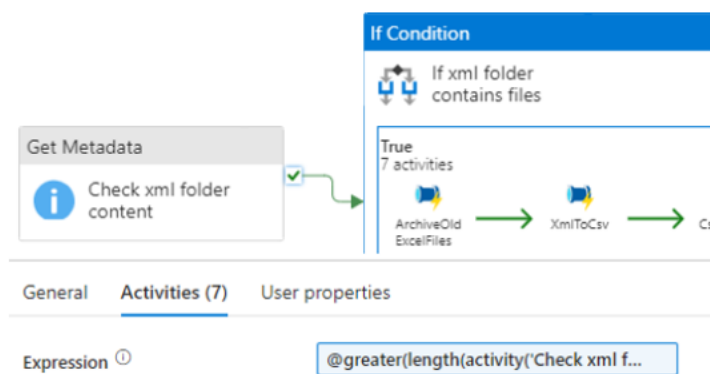 If Condition
If xml folder
contains files
Get Metadata
Check xml folder
content
True
7 activities
ArchiveOld
ExcelFiles
XmlToCsv
Cs
General Activities (7) User properties
Expression @greater(length(activity('Check xml f...